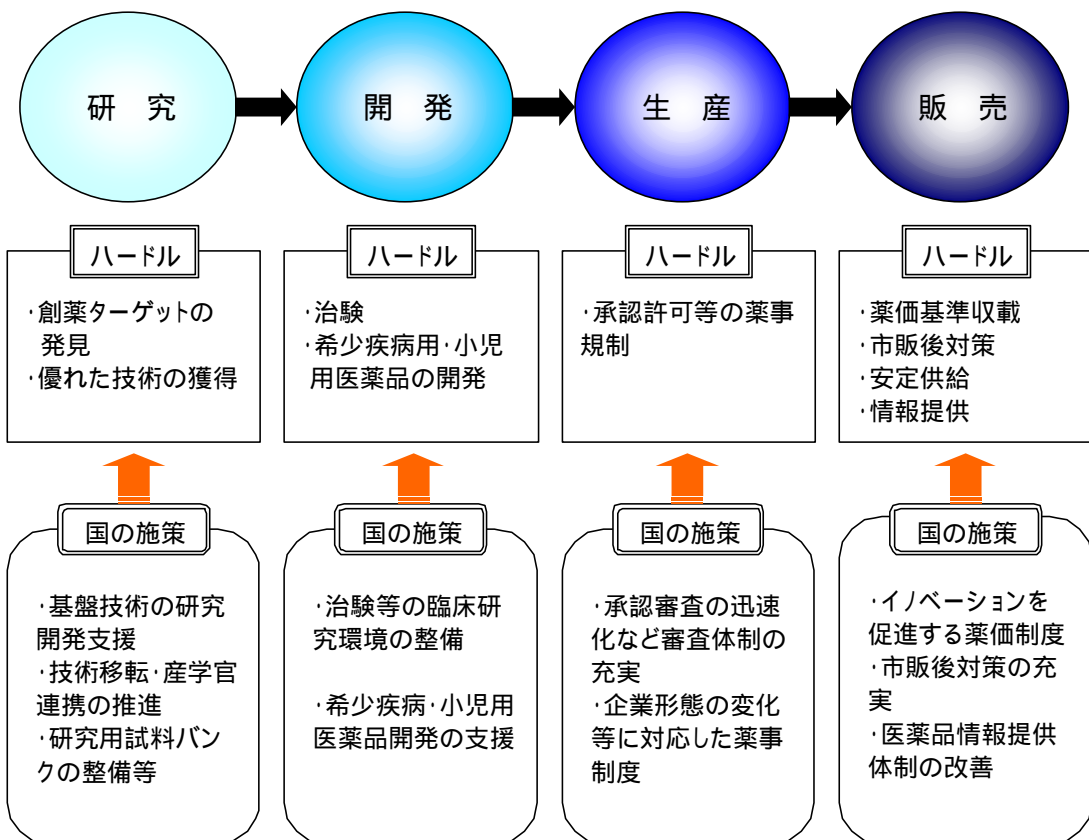 研 究
開 発
生 産
販 売
ハードル
・創薬ターゲットの
発見
・優れた技術の獲得
ハードル
・治験
・希少疾病用・小児
用医薬品の開発
ハードル
・承認許可等の薬事
規制
ハードル
・薬価基準収載
・市販後対策
・安定供給
・情報提供
国の施策
・基盤技術の研究
開発支援
・技術移転・産学官
連携の推進
・研究用試料バン
クの整備等
国の施策
・治験等の臨床研
究環境の整備
・希少疾病・小児用
医薬品開発の支援
国の施策
・承認審査の迅速
化など審査体制の
充実
・企業形態の変化
等に対応した薬事
制度
国の施策
・イノベーションを
促進する薬価制度
・市販後対策の充
実
・医薬品情報提供
体制の改善